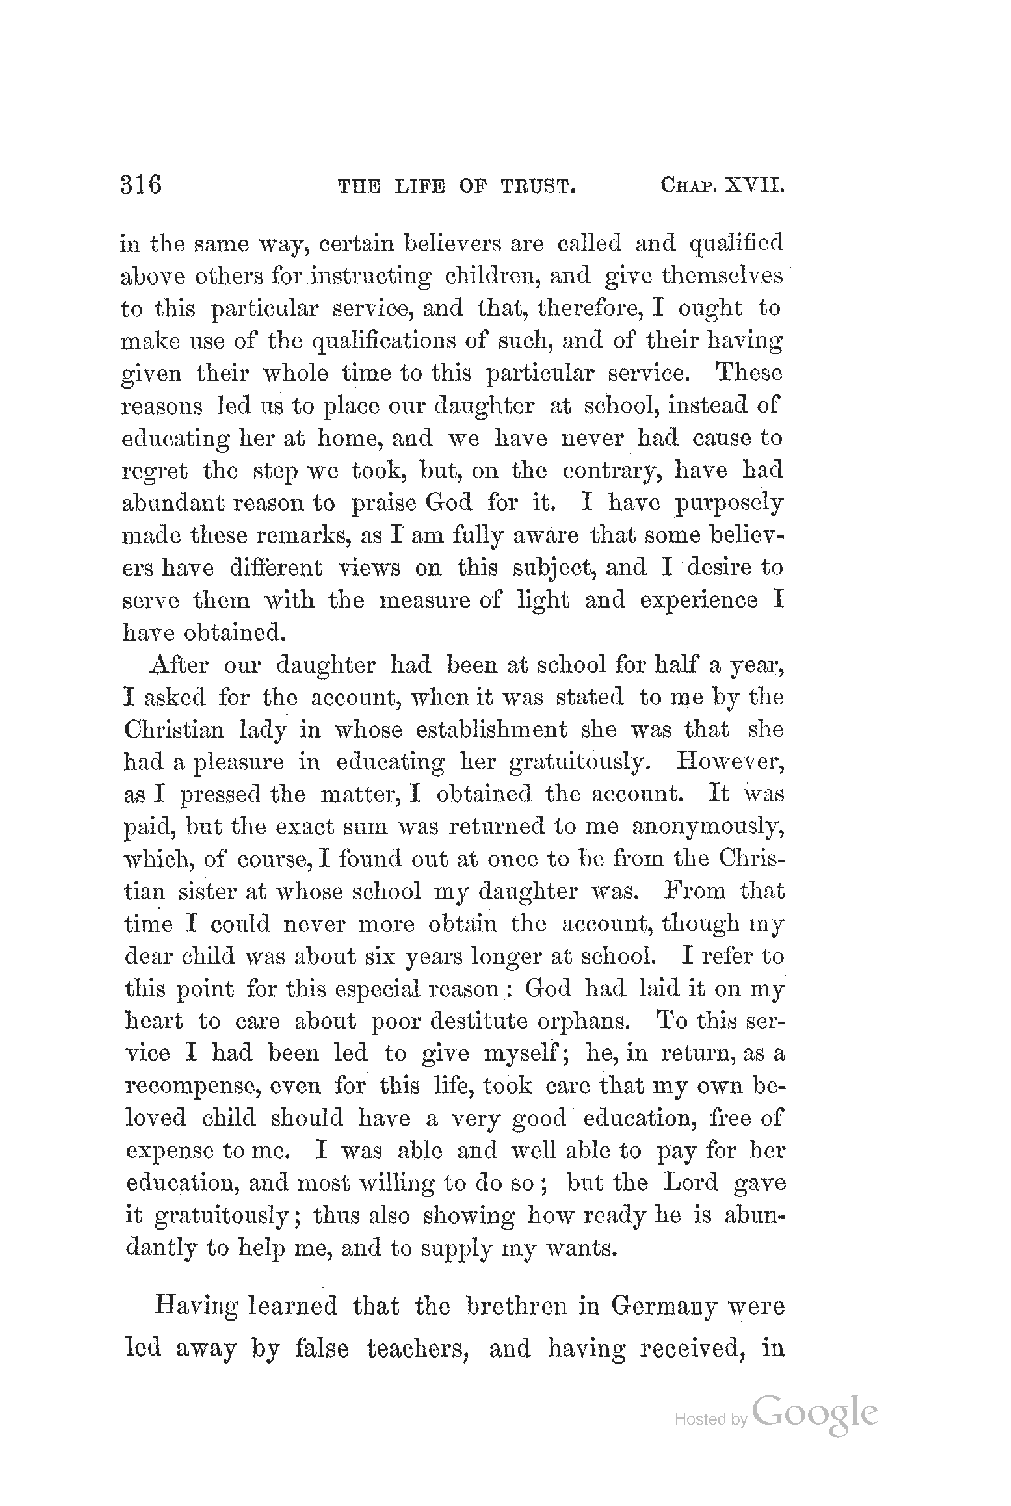 316 THE LIFE OF TRUST. CHAP. XVII.
in the same way, certain believers are called and qualified
above others for instructing children, and give themselves
to this particular service, and that, therefore, I ought to
make use of the qualifications of such, and of their having
given their whole time to this particular service. These
reasons led us to place our daughter at school, instead of
educating her at home, and we have never had cause to
regret the step we took, but, on the contrary, have had
abundant reason to praise God for it. I have purposely
made these remarks, as I am fully aware that some believ-
ers have different views on this subject, and I desire to
serve them with the measure of light and experience I
have obtained.
After our daughter had been at school for half a year,
I asked for the account, when it was stated to me by the
Christian lady in whose establishment she was that she
had a pleasure in educating her gratuitously. However,
as I pressed the matter, I obtained the account. It was
paid, but the exact sum was returned to me anonymously,
which, of course, I found out at once to be from the Chris-
tian sister at whose school my daughter was. From that
time I could never more obtain the account, though my
dear child was about six years longer at school. I refer to
this point for this especial reason: God had laid it on my
heart to care about poor destitute orphans. To this ser-
vice I had been led to give myself; he, in return, as a
recompense, even for this life, took care that my own be-
loved child should have a very good education, free of
expense to me. I was able and well able to pay for her
education, and most willing to do so; but the Lord gave
it gratuitously; thus also showing how ready he is abun-
dantly to help me, and to supply my wants.
Having learned that the brethren in Germany were
led away by false teachers, and having received, in
Hosted by Google